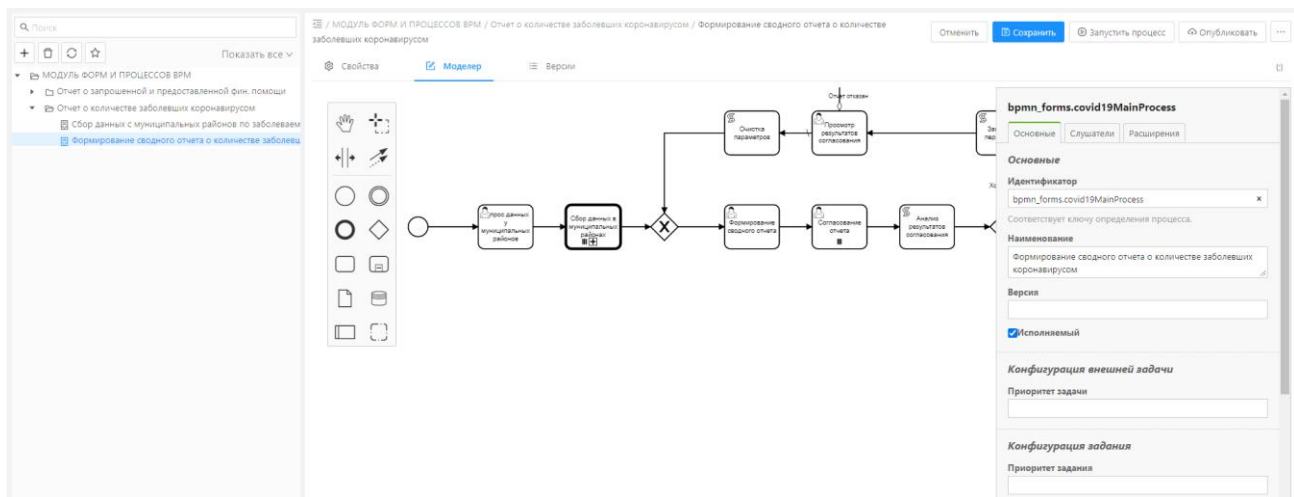 Поиск
Показать все
МОДУЛЬ ФОРМ И ПРОЦЕССОВ BPM
Отчет о запрошенной и предоставленной фин. помощи
Отчет о количестве заболевших коронавирусом
Сбор данных с муниципальных районов по заболеваем
Формирование сводного отчета о количестве заболевш
/ МОДУЛЬ ФОРМ И ПРОЦЕССОВ BPM / Отчет о количестве заболевших коронавирусом / Формирование сводного отчета о количестве
заболевших коронавирусом
Отменить
Сохранить
Запустить процесс
Опубликовать
Свойства
Моделер
Версии
Отчет отказан
Очистка
параметров
Просмотр
результатов
согласования
прос данных
у
муниципальных
районов
Сбор данных в
муниципальных
районах
X
Формирование
сводного отчета
Согласование
отчета
Анализ
результатов
согласования
bpmn_forms.covid19MainProcess
Основные
Слушатели
Расширения
Основные
Идентификатор
bpmn_forms.covid19MainProcess
Соответствует ключу определения процесса.
Наименование
Формирование сводного отчета о количестве заболевших
коронавирусом
Версия
Исполняемый
Конфигурация внешней задачи
Приоритет задачи
Конфигурация задания
Приоритет задания